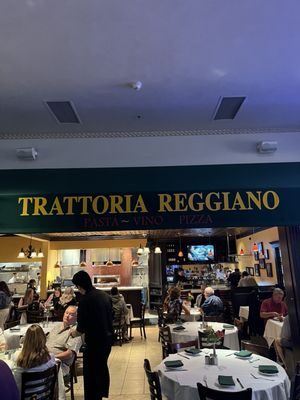 TRATTORIA REGGIANO
PASTA ~ VINO ~ PIZZA